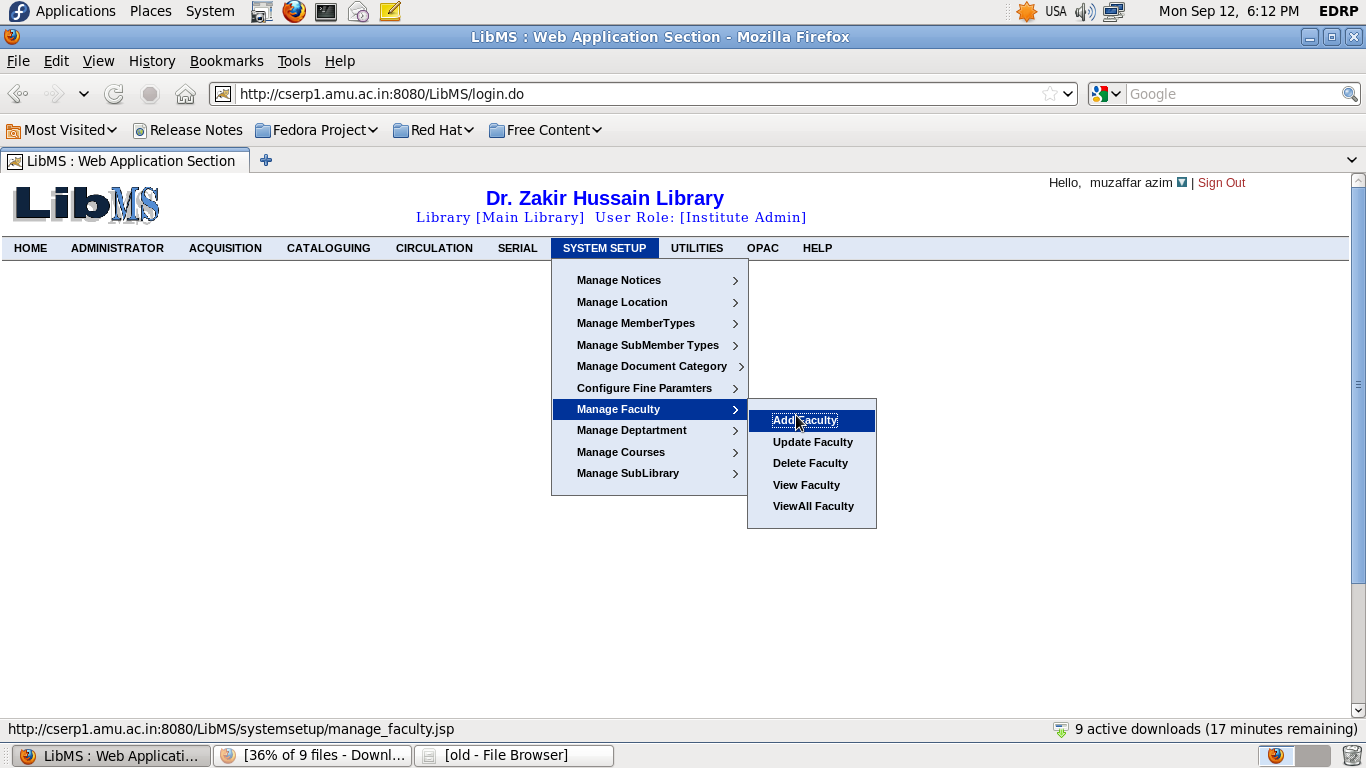 Applications Places System USA Mon Sep 12, 6:12 PM EDRP
LibMS : Web Application Section - Mozilla Firefox
File Edit View History Bookmarks Tools Help
http://cserp1.amu.ac.in:8080/LibMS/login.do Google
Most Visited Release Notes Fedora Project Red Hat Free Content
LibMS : Web Application Section
Hello, muzaffar azim | Sign Out
LibMS
Dr. Zakir Hussain Library
Library [Main Library] User Role: [Institute Admin]
HOME ADMINISTRATOR ACQUISITION CATALOGUING CIRCULATION SERIAL SYSTEM SETUP UTILITIES OPAC HELP
Manage Notices
Manage Location
Manage MemberTypes
Manage SubMember Types
Manage Document Category
Configure Fine Paramters
Manage Faculty
Manage Deptartment
Manage Courses
Manage SubLibrary
Add Faculty
Update Faculty
Delete Faculty
View Faculty
ViewAll Faculty
http://cserp1.amu.ac.in:8080/LibMS/systemsetup/manage_faculty.jsp 9 active downloads (17 minutes remaining)
LibMS : Web Applicati... [36% of 9 files - Downl... [old - File Browser]